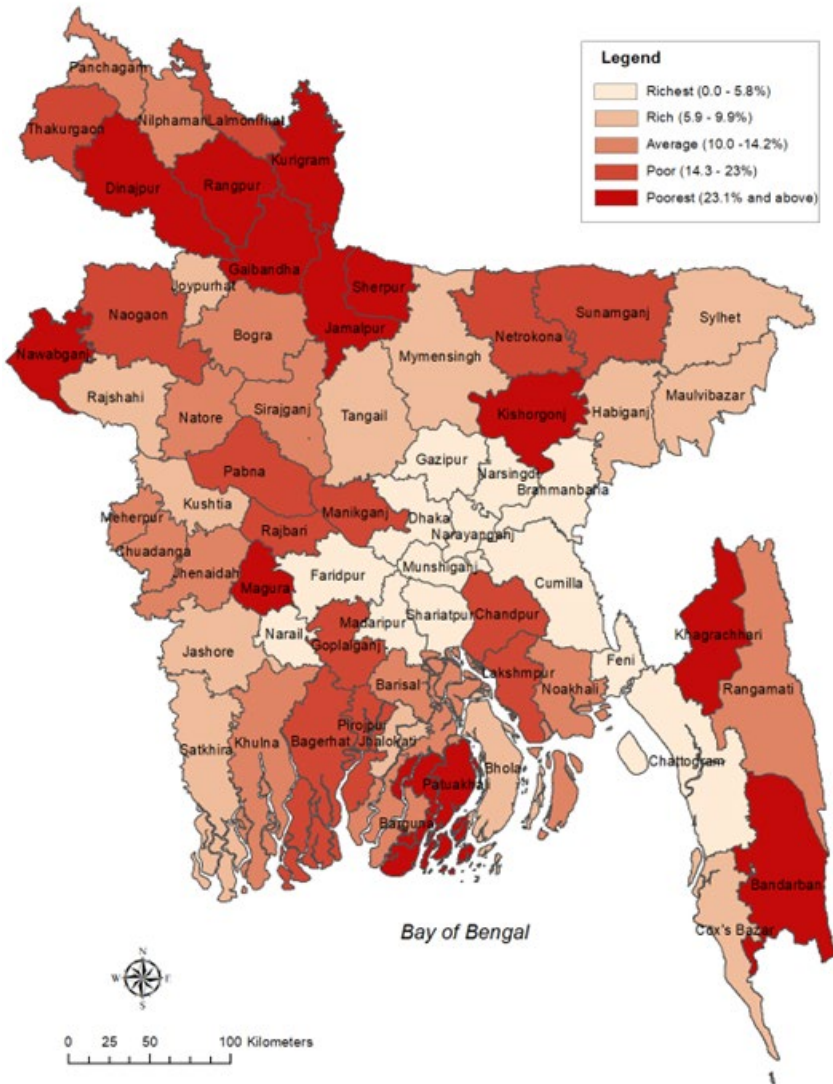 Legend
Richest (0.0 - 5.8%)
Rich (5.9 - 9.9%)
Average (10.0 -14.2%)
Poor (14.3 - 23%)
Poorest (23.1% and above)
Panchagam
Nilphamari
Lalmonirhat
Thakurgaon
Kurigram
Dinajpur
Rangpur
Gaibandha
Sherpur
Joypurhat
Jamalpur
Naogaon
Sunamganj
Sylhet
Bogra
Netrokona
Mymensingh
Nawabganj
Rajshahi
Maulvibazar
Sirajganj
Kishorgonj
Habiganj
Natore
Tangail
Gazipur
Pabna
Narsingdi
Brahmanbaria
Kushtia
Manikganj
Dhaka
Meherpur
Rajbari
Narayanganj
Chuadanga
Jhenaidah
Munshiganj
Magura
Faridpur
Cumilla
Shariatpur
Chandpur
Madaripur
Narail
Khagrachhari
Goplalganj
Jashore
Feni
Lakshmpur
Barisal
Noakhali
Rangamati
Pirojpur
Satkhira
Khulna
Bagerhat
Jhalokati
Chattogram
Bhola
Patuakhali
Barguna
Bandarban
Cox's Bazar
Bay of Bengal
N
E
S
0 25 50 100 Kilometers